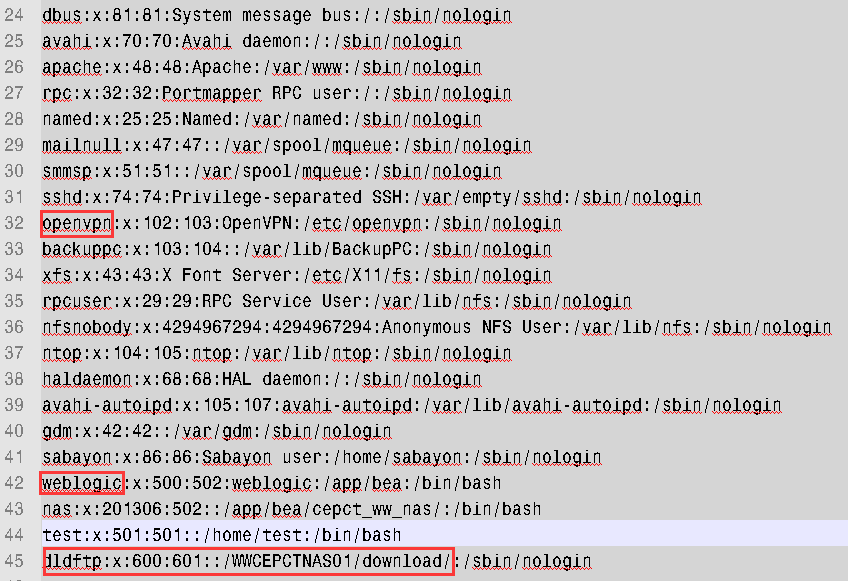 24 dbus:x:81:81:System message bus:/:/sbin/nologin
25 avahi:x:70:70:Avahi daemon:/:/sbin/nologin
26 apache:x:48:48:Apache:/var/www:/sbin/nologin
27 rpc:x:32:32:Portmapper RPC user:/:/sbin/nologin
28 named:x:25:25:Named:/var/named:/sbin/nologin
29 mailnull:x:47:47::/var/spool/mqueue:/sbin/nologin
30 smmsp:x:51:51::/var/spool/mqueue:/sbin/nologin
31 sshd:x:74:74:Privilege-separated SSH:/var/empty/sshd:/sbin/nologin
32 openvpn:x:102:103:OpenVPN:/etc/openvpn:/sbin/nologin
33 backuppc:x:103:104::/var/lib/BackupPC:/sbin/nologin
34 xfs:x:43:43:X Font Server:/etc/X11/fs:/sbin/nologin
35 rpcuser:x:29:29:RPC Service User:/var/lib/nfs:/sbin/nologin
36 nfsnobody:x:4294967294:4294967294:Anonymous NFS User:/var/lib/nfs:/sbin/nologin
37 ntop:x:104:105:ntop:/var/lib/ntop:/sbin/nologin
38 haldaemon:x:68:68:HAL daemon:/:/sbin/nologin
39 avahi-autoipd:x:105:107:avahi-autoipd:/var/lib/avahi-autoipd:/sbin/nologin
40 gdm:x:42:42::/var/gdm:/sbin/nologin
41 sabayon:x:86:86:Sabayon user:/home/sabayon:/sbin/nologin
42 weblogic:x:500:502:weblogic:/app/bea:/bin/bash
43 nas:x:201306:502::/app/bea/cepct_ww_nas/:/bin/bash
44 test:x:501:501::/home/test:/bin/bash
45 dldftp:x:600:601::/WWCEPCTNAS01/download/:/sbin/nologin